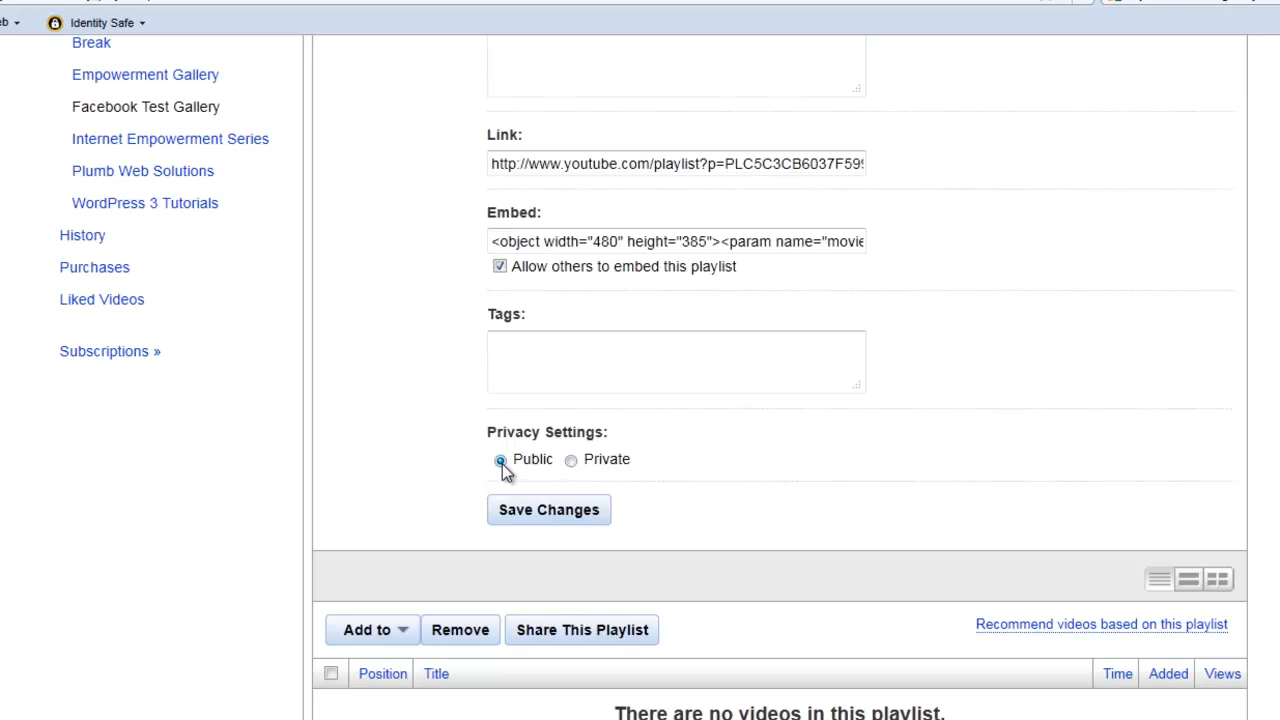 Identity Safe
Break
Empowerment Gallery
Facebook Test Gallery
Internet Empowerment Series
Plumb Web Solutions
WordPress 3 Tutorials
History
Purchases
Liked Videos
Subscriptions »
Link:
http://www.youtube.com/playlist?p=PLC5C3CB6037F59
Embed:
<object width="480" height="385"><param name="movie
Allow others to embed this playlist
Tags:
Privacy Settings:
Public Private
Save Changes
Add to Remove Share This Playlist Recommend videos based on this playlist
Position Title Time Added Views
There are no videos in this playlist.